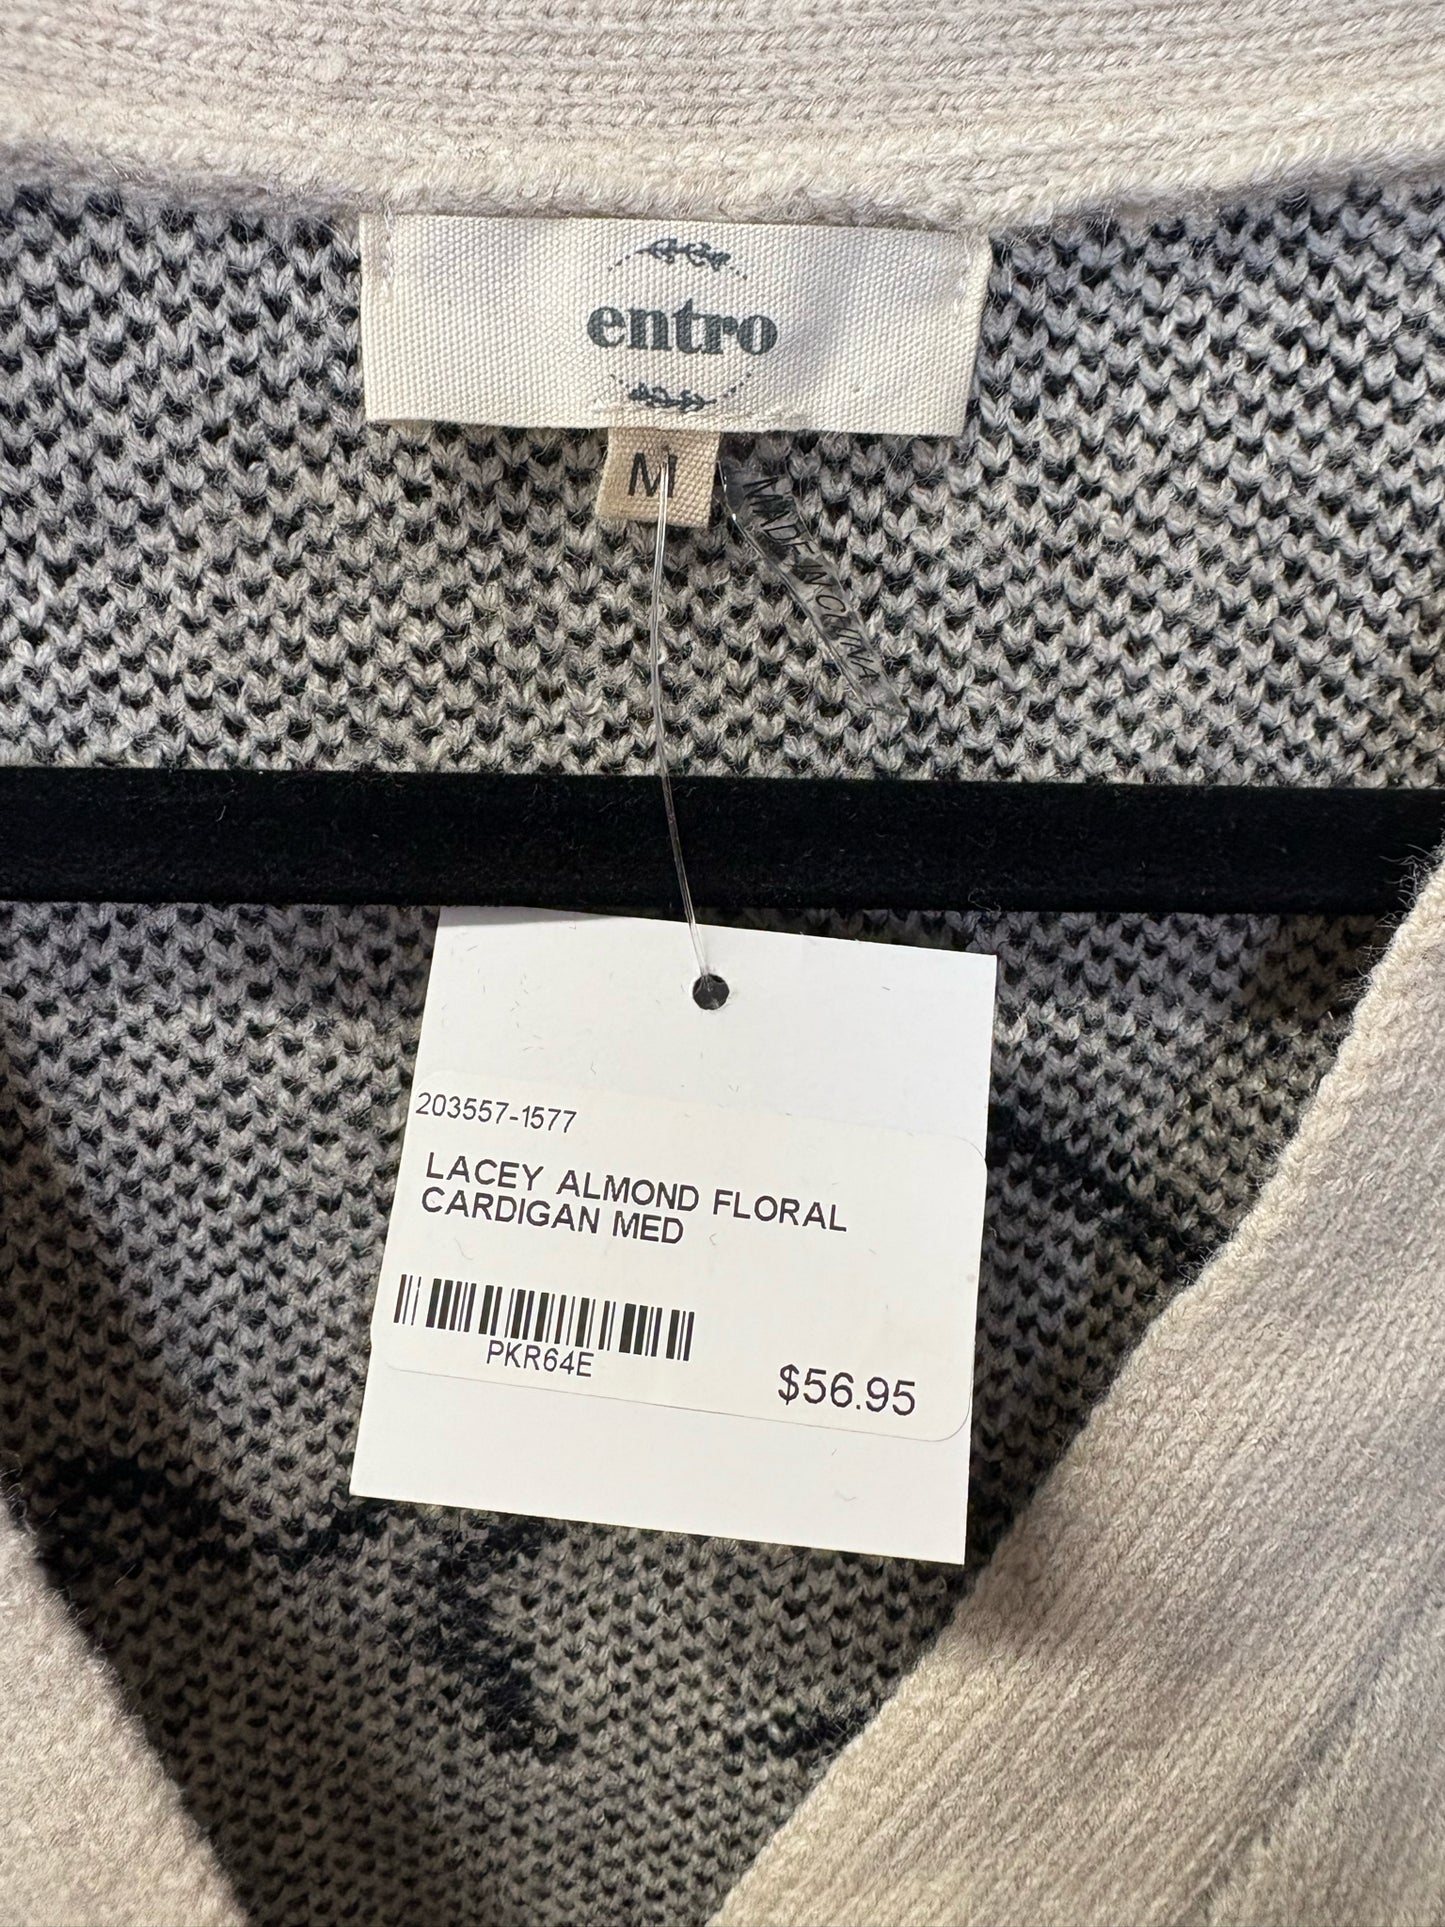 entro
M
MADE IN CHINA
203557-1577
LACEY ALMOND FLORAL
CARDIGAN MED
PKR64E
$56.95